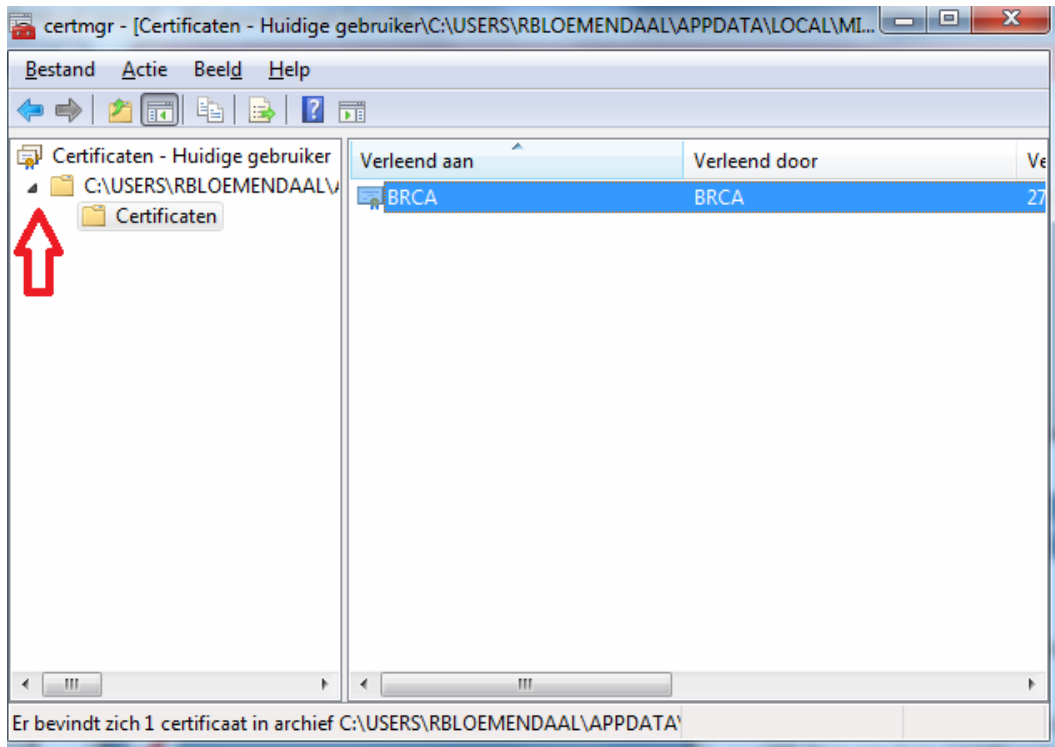 certmgr - [Certificaten - Huidige gebruiker\C:\USERS\RBLOEMENDAAL\APPDATA\LOCAL\MI...
Bestand Actie Beeld Help
Certificaten - Huidige gebruiker
C:\USERS\RBLOEMENDAAL\
Certificaten
Verleend aan Verleend door Ve
BRCA BRCA 27
Er bevindt zich 1 certificaat in archief C:\USERS\RBLOEMENDAAL\APPDATA\